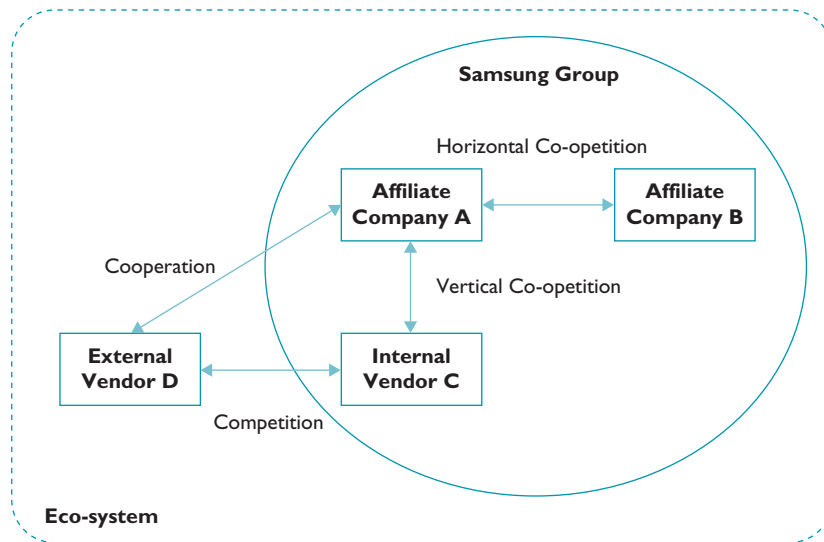 Samsung Group
Horizontal Co-opetition
Affiliate
Company A
Affiliate
Company B
Cooperation
Vertical Co-opetition
External
Vendor D
Internal
Vendor C
Competition
Eco-system